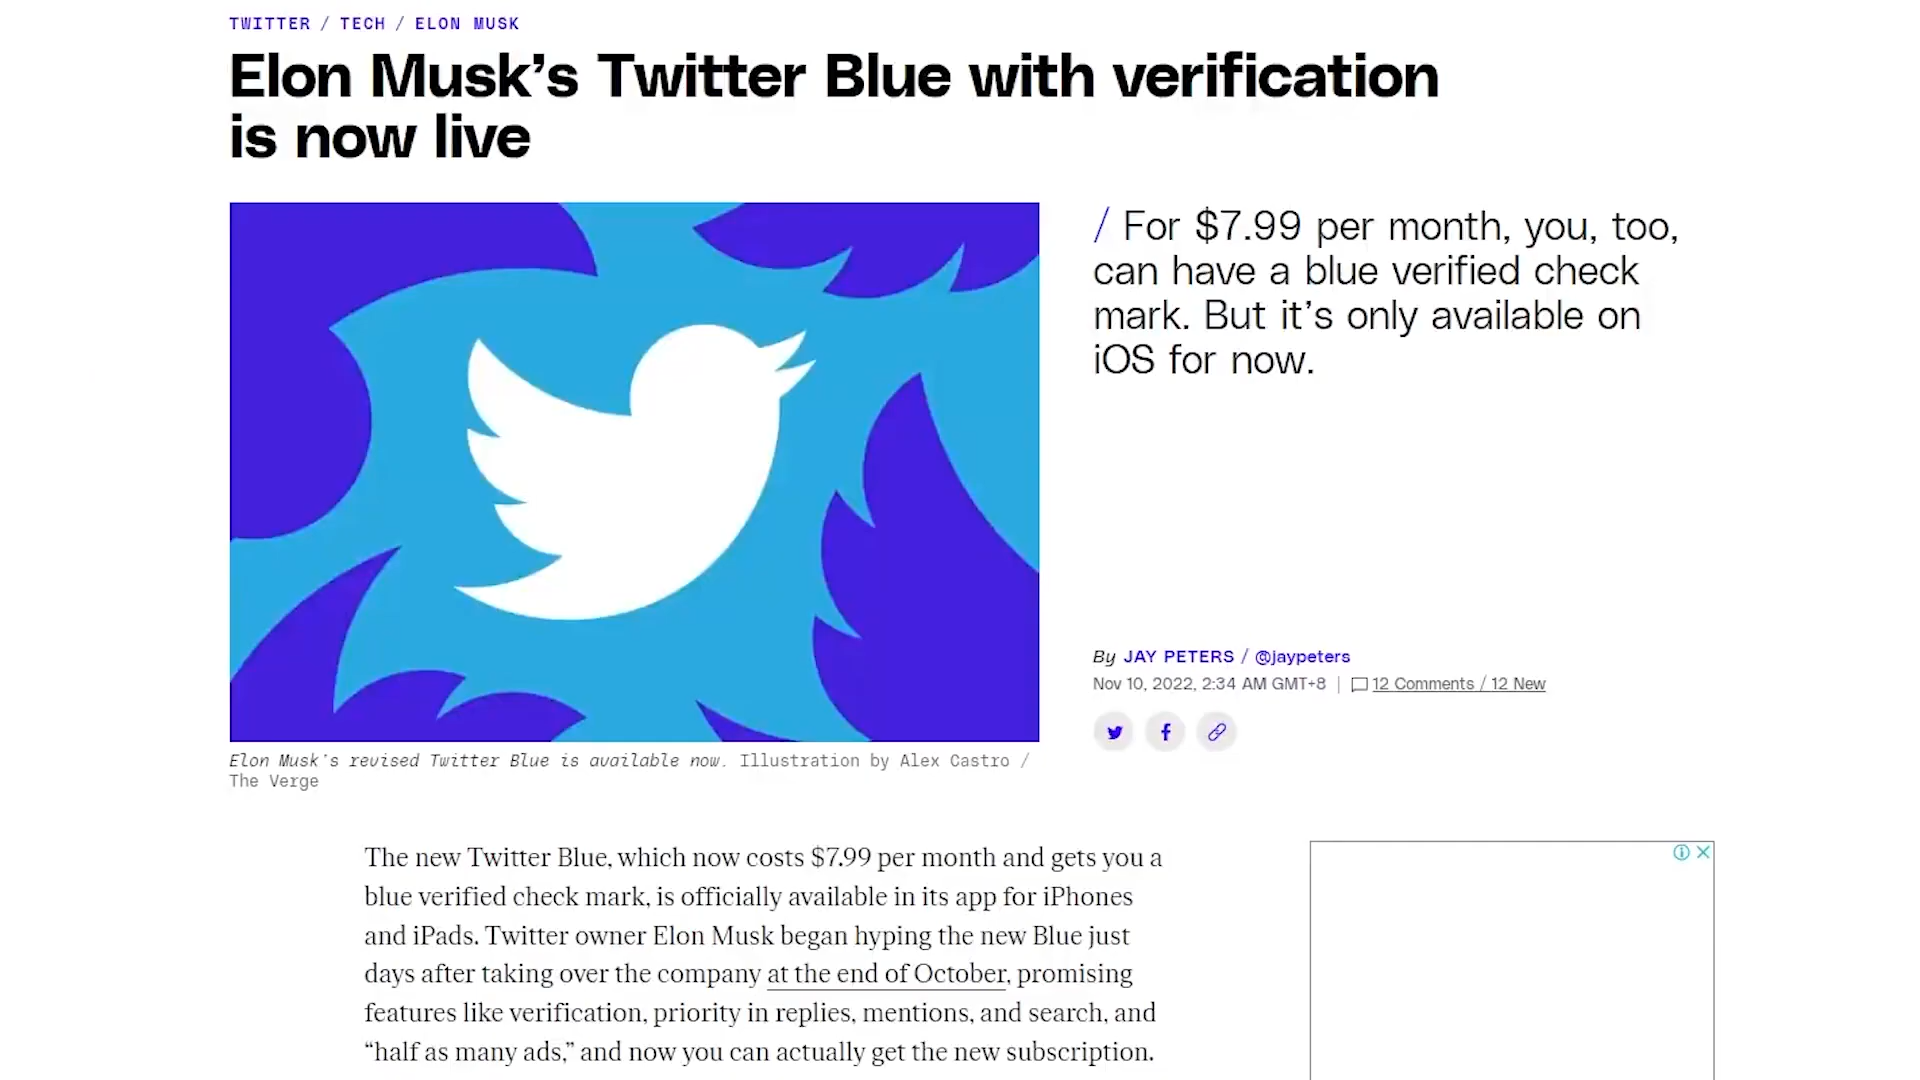 TWITTER / TECH / ELON MUSK
Elon Musk’s Twitter Blue with verification
is now live
/ For $7.99 per month, you, too,
can have a blue verified check
mark. But it’s only available on
iOS for now.
By JAY PETERS / @jaypeters
Nov 10, 2022, 2:34 AM GMT+8 | 12 Comments / 12 New
Elon Musk’s revised Twitter Blue is available now. Illustration by Alex Castro /
The Verge
The new Twitter Blue, which now costs $7.99 per month and gets you a
blue verified check mark, is officially available in its app for iPhones
and iPads. Twitter owner Elon Musk began hyping the new Blue just
days after taking over the company at the end of October, promising
features like verification, priority in replies, mentions, and search, and
“half as many ads,” and now you can actually get the new subscription.